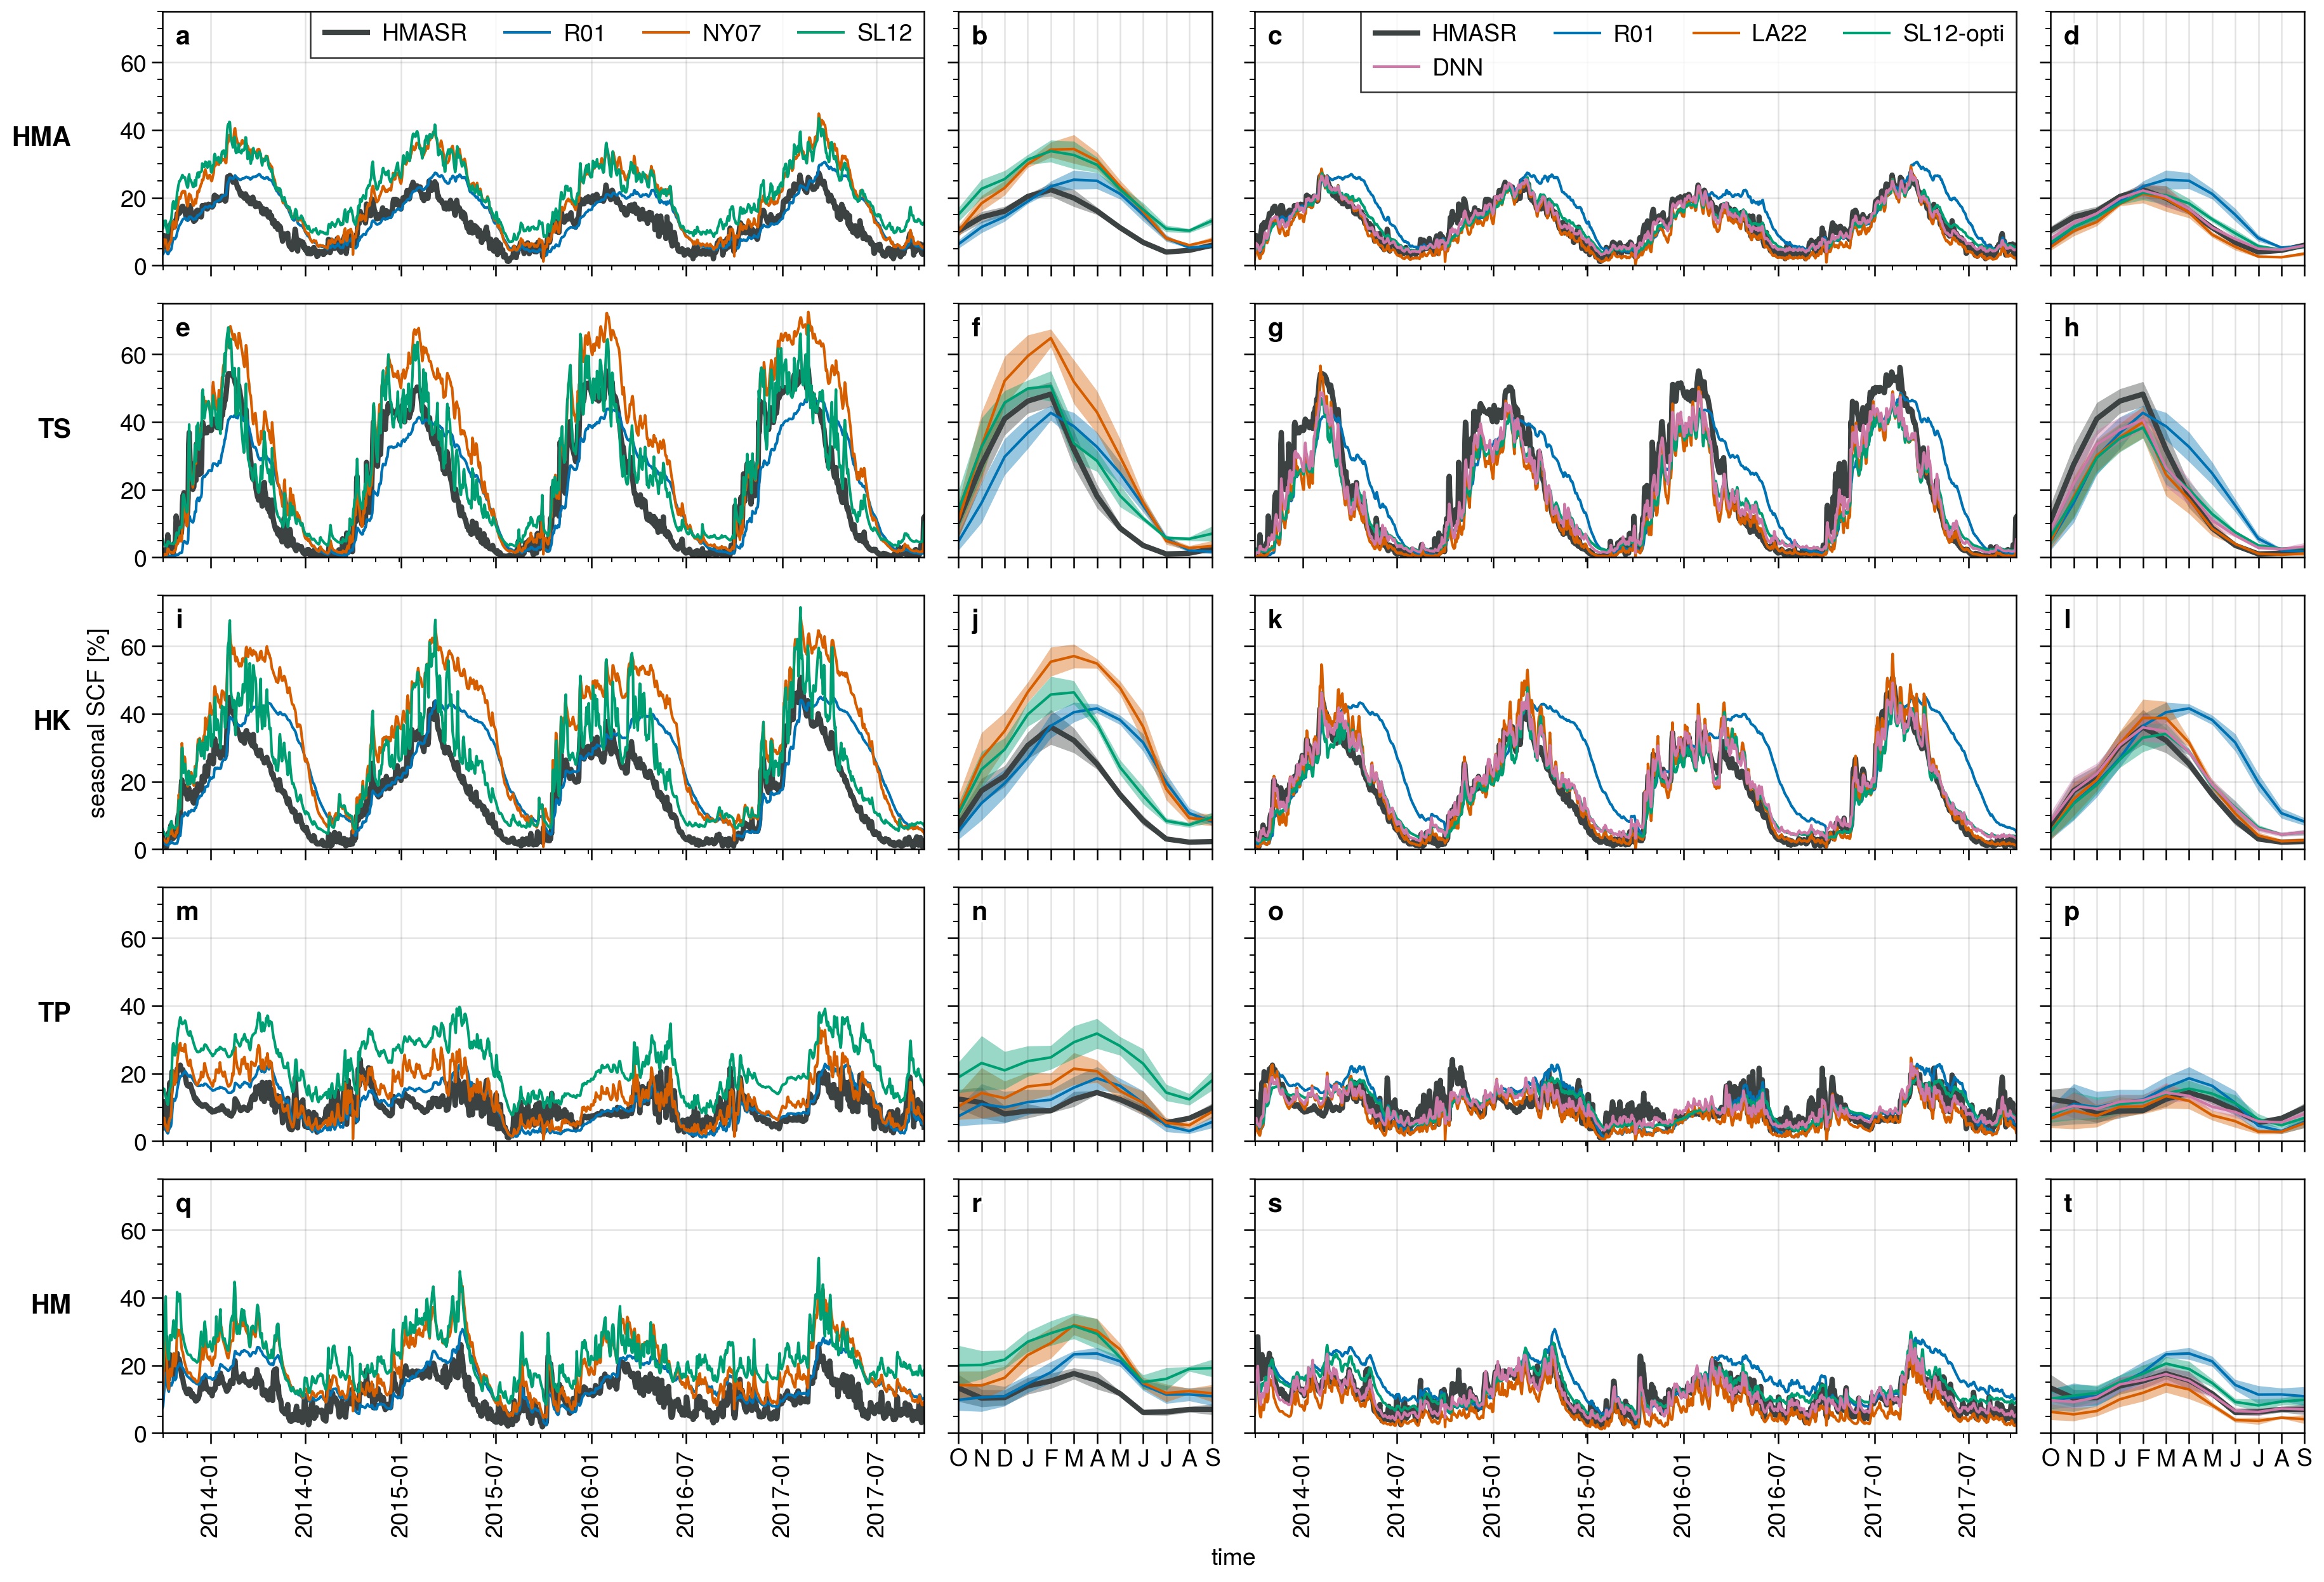 a HMASR R01 NY07 SL12 b c HMASR R01 LA22 SL12-opti d
DNN
HMA
60
40
20
0
e f g h
TS
60
40
20
0
i j k l
HK
seasonal SCF [%]
60
40
20
0
m n o p
TP
60
40
20
0
q r s t
HM
60
40
20
0
O N D J F M A M J J A S O N D J F M A M J J A S
2014-01 2014-07 2015-01 2015-07 2016-01 2016-07 2017-01 2017-07 2014-01 2014-07 2015-01 2015-07 2016-01 2016-07 2017-01 2017-07
time